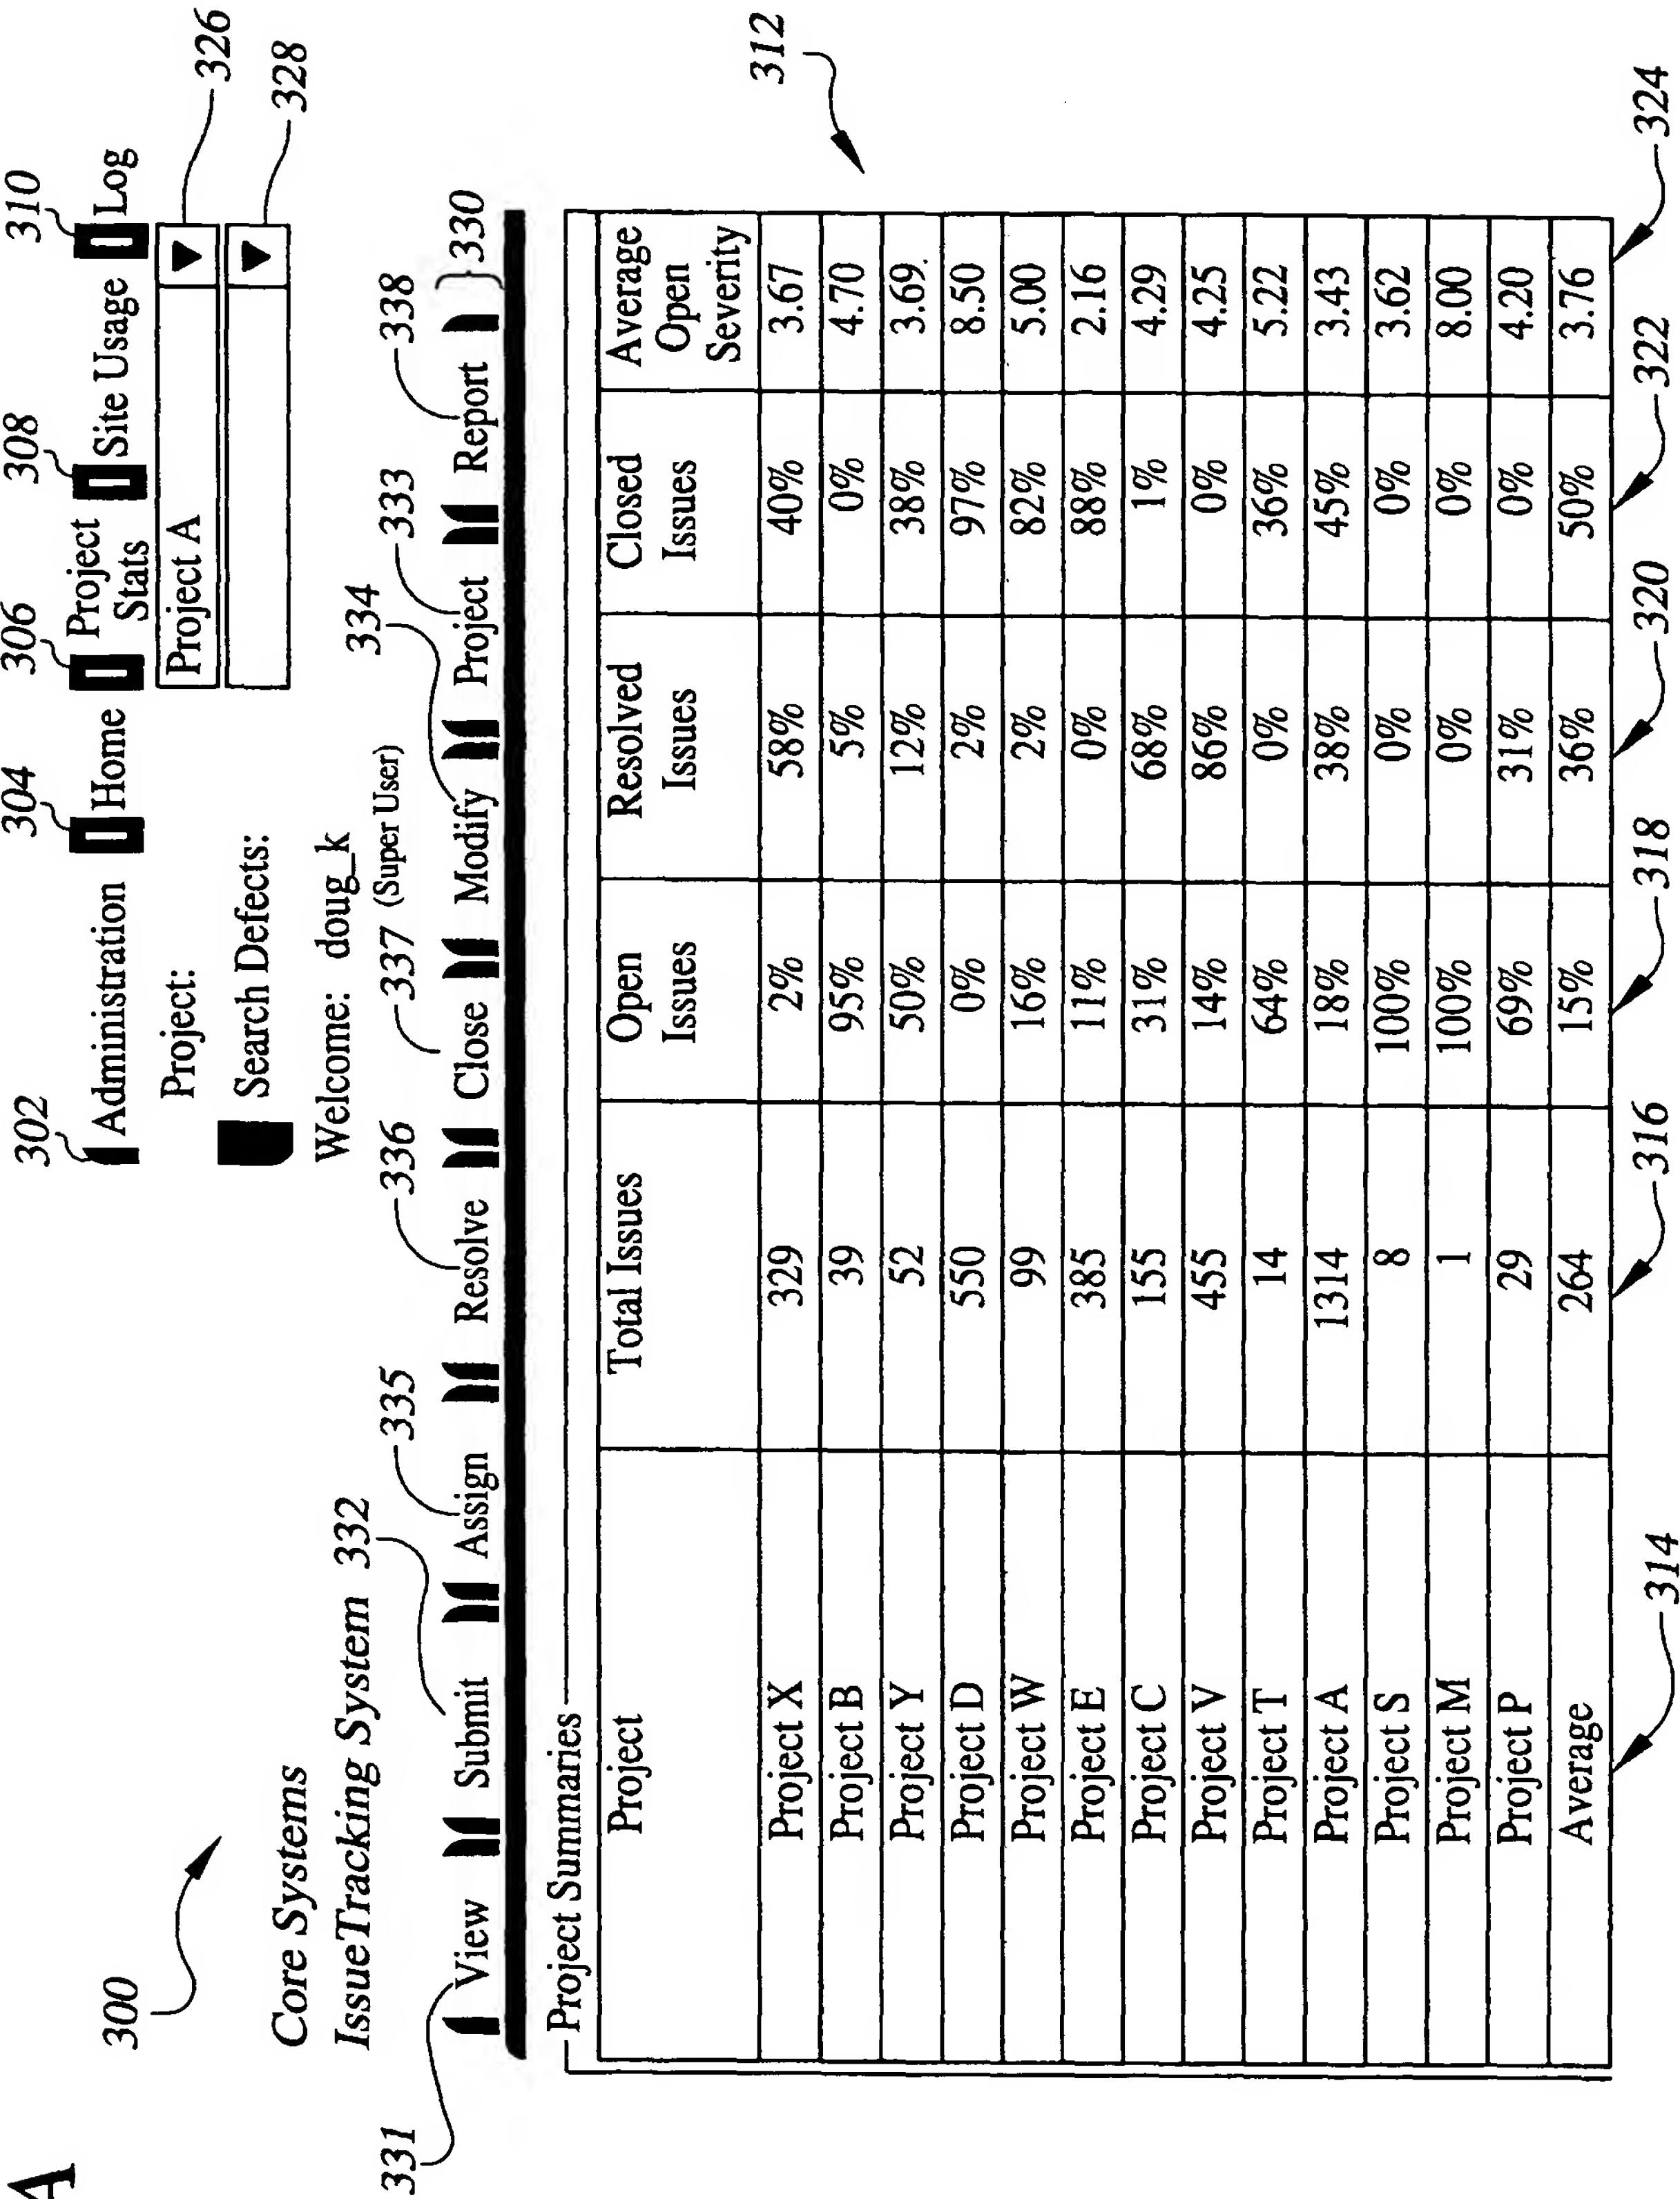 A
300
302
304
306
308
310
Administration Home Project Stats Site Usage Log
Project: Project A
326
Search Defects:
328
Core Systems
IssueTracking System
Welcome: doug_k
(Super User)
331
332
335
336
337
334
333
338
View Submit Assign Resolve Close Modify Project Report
330
312
Project Summaries
Project Total Issues Open Issues Resolved Issues Closed Issues Average Open Severity
Project X 329 2% 58% 40% 3.67
Project B 39 95% 5% 0% 4.70
Project Y 52 50% 12% 38% 3.69
Project D 550 0% 2% 97% 8.50
Project W 99 16% 2% 82% 5.00
Project E 385 11% 0% 88% 2.16
Project C 155 31% 68% 1% 4.29
Project V 455 14% 86% 0% 4.25
Project T 14 64% 0% 36% 5.22
Project A 1314 18% 38% 45% 3.43
Project S 8 100% 0% 0% 3.62
Project M 1 100% 0% 0% 8.00
Project P 29 69% 31% 0% 4.20
Average 264 15% 36% 50% 3.76
314
316
318
320
322
324